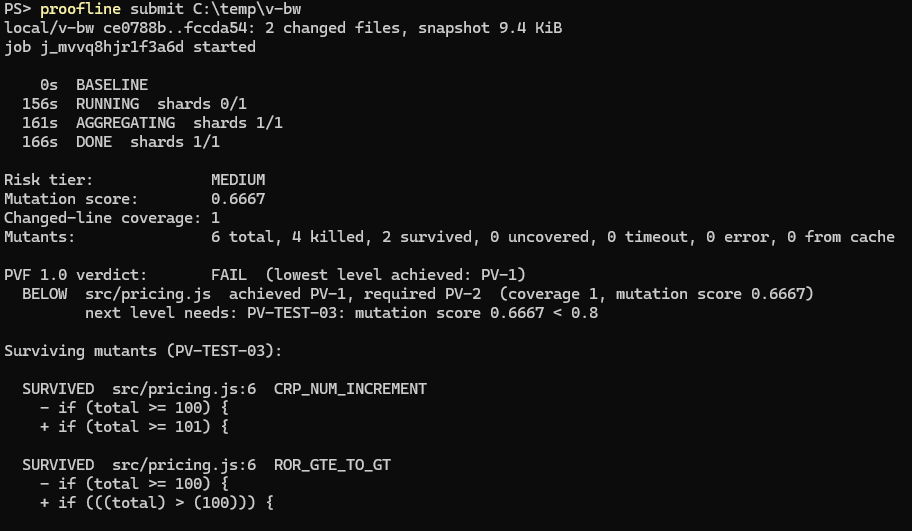 PS> proofline submit C:\temp\v-bw
local/v-bw ce0788b..fccda54: 2 changed files, snapshot 9.4 KiB
job j_mvvq8hjr1f3a6d started
0s BASELINE
156s RUNNING shards 0/1
161s AGGREGATING shards 1/1
166s DONE shards 1/1
Risk tier: MEDIUM
Mutation score: 0.6667
Changed-line coverage: 1
Mutants: 6 total, 4 killed, 2 survived, 0 uncovered, 0 timeout, 0 error, 0 from cache
PVF 1.0 verdict: FAIL (lowest level achieved: PV-1)
BELOW src/pricing.js achieved PV-1, required PV-2 (coverage 1, mutation score 0.6667)
next level needs: PV-TEST-03: mutation score 0.6667 < 0.8
Surviving mutants (PV-TEST-03):
SURVIVED src/pricing.js:6 CRP_NUM_INCREMENT
- if (total >= 100) {
+ if (total >= 101) {
SURVIVED src/pricing.js:6 ROR_GTE_TO_GT
- if (total >= 100) {
+ if (((total) > (100))) {